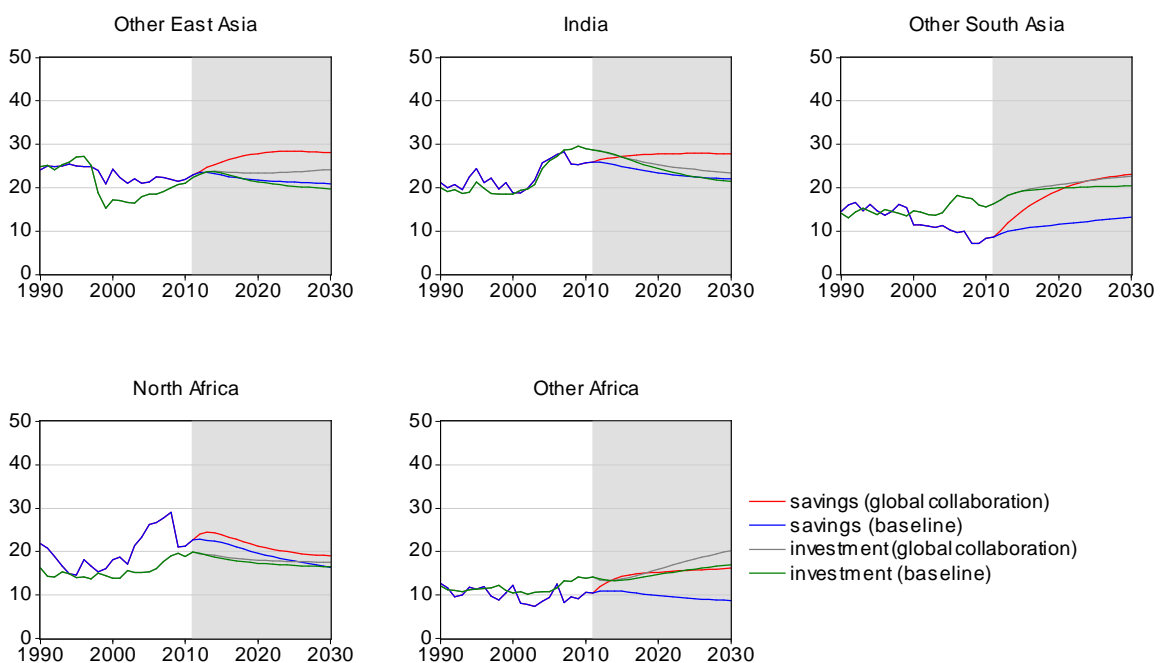 Other East Asia
India
Other South Asia
50
40
30
20
10
0
1990 2000 2010 2020 2030
50
40
30
20
10
0
1990 2000 2010 2020 2030
50
40
30
20
10
0
1990 2000 2010 2020 2030
North Africa
Other Africa
50
40
30
20
10
0
1990 2000 2010 2020 2030
50
40
30
20
10
0
1990 2000 2010 2020 2030
savings (global collaboration)
savings (baseline)
investment (global collaboration)
investment (baseline)